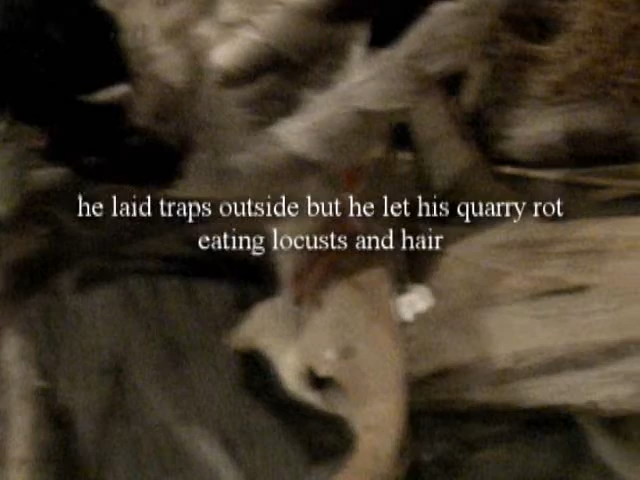 he laid traps outside but he let his quarry rot
eating locusts and hair